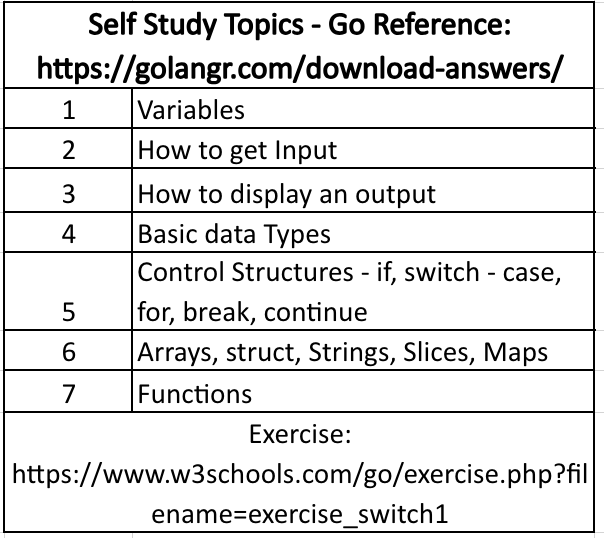 Self Study Topics - Go Reference:
https://golangr.com/download-answers/
1 Variables
2 How to get Input
3 How to display an output
4 Basic data Types
Control Structures - if, switch - case,
5 for, break, continue
6 Arrays, struct, Strings, Slices, Maps
7 Functions
Exercise:
https://www.w3schools.com/go/exercise.php?fil
ename=exercise_switch1